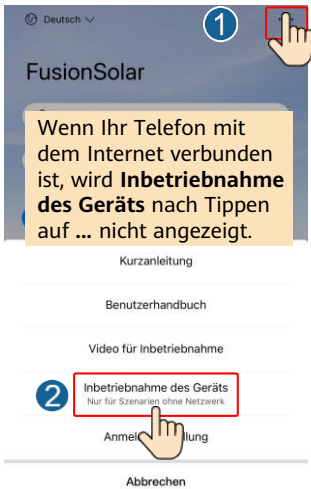 Deutsch
1
FusionSolar
Wenn Ihr Telefon mit
dem Internet verbunden
ist, wird Inbetriebnahme
des Geräts nach Tippen
auf ... nicht angezeigt.
Kurzanleitung
Benutzerhandbuch
Video für Inbetriebnahme
2
Inbetriebnahme des Geräts
Nur für Szenarien ohne Netzwerk
Abbrechen